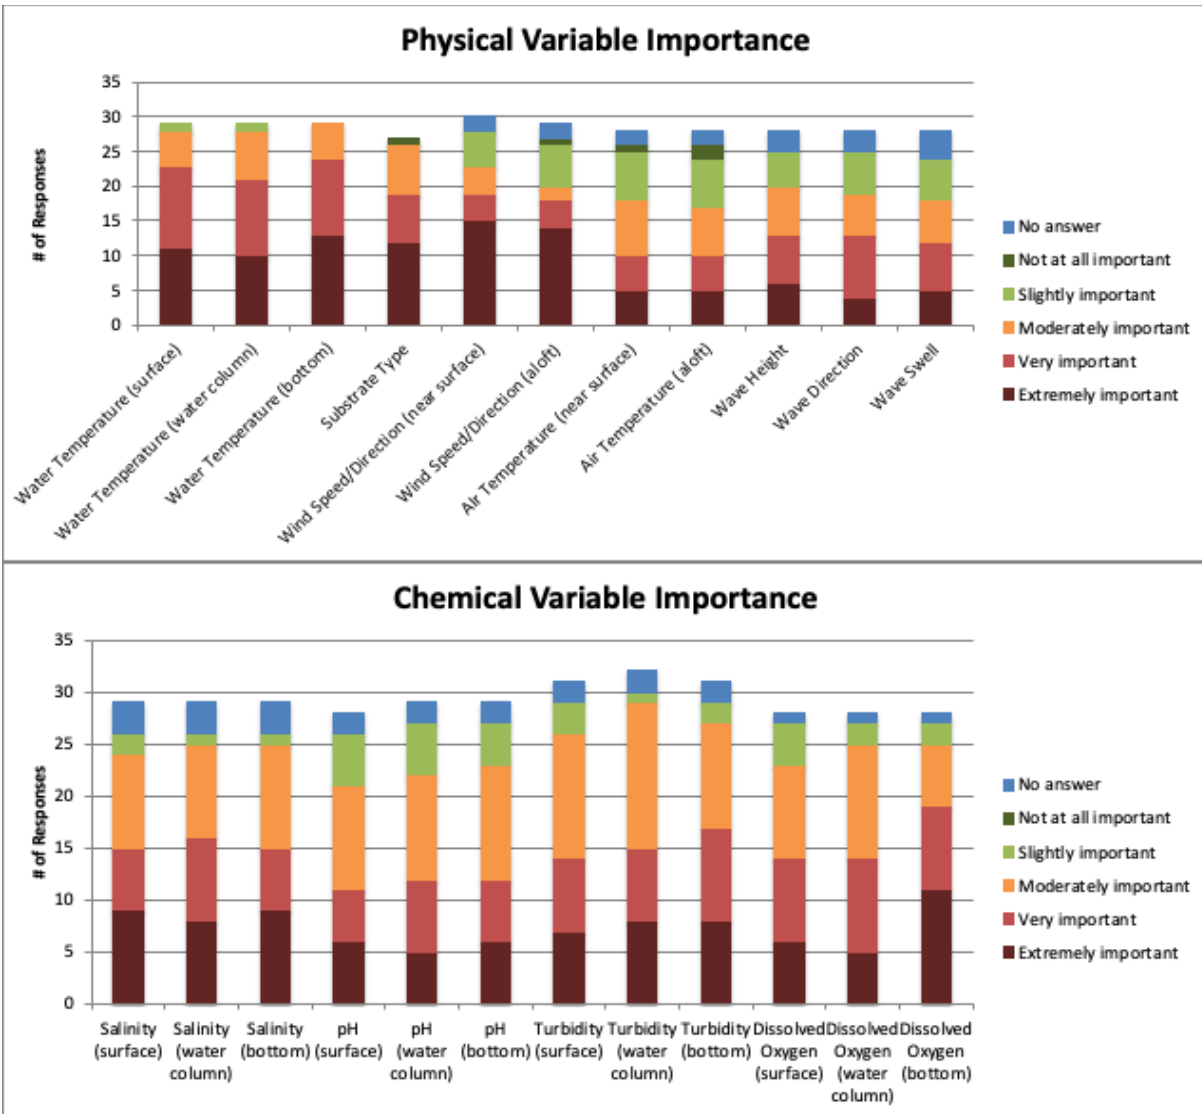 Physical Variable Importance
# of Responses
35
30
25
20
15
10
5
0
Water Temperature (surface)
Water Temperature (water column)
Water Temperature (bottom)
Substrate Type
Wind Speed/Direction (near surface)
Wind Speed/Direction (aloft)
Air Temperature (near surface)
Air Temperature (aloft)
Wave Height
Wave Direction
Wave Swell
No answer
Not at all important
Slightly important
Moderately important
Very important
Extremely important
Chemical Variable Importance
# of Responses
35
30
25
20
15
10
5
0
Salinity
(surface)
Salinity
(water
column)
Salinity
(bottom)
pH
(surface)
pH
(water
column)
pH
(bottom)
Turbidity
(surface)
Turbidity
(water
column)
Turbidity
(bottom)
Dissolved
Oxygen
(surface)
Dissolved
Oxygen
(water
column)
Dissolved
Oxygen
(bottom)
No answer
Not at all important
Slightly important
Moderately important
Very important
Extremely important